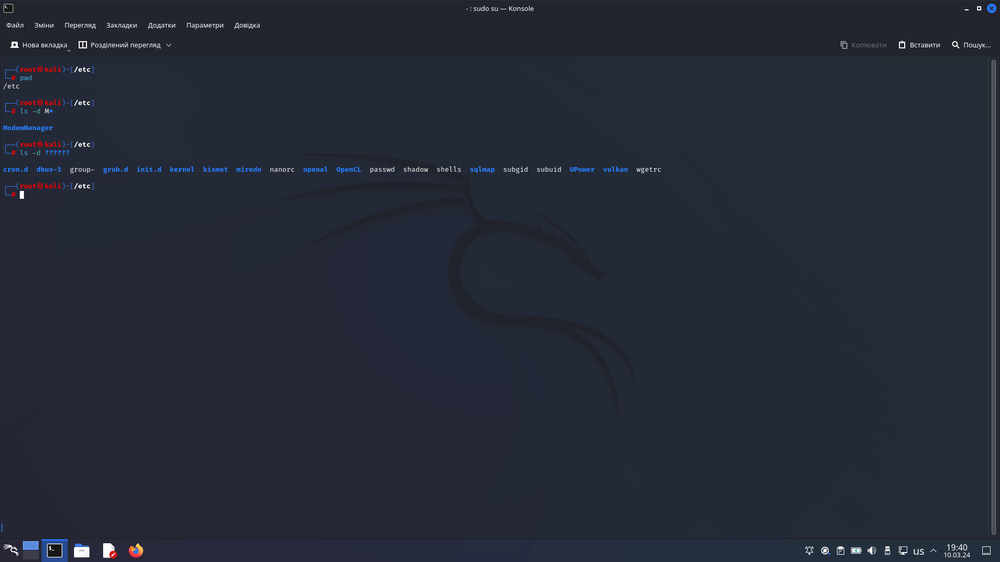 - : sudo su — Konsole
Файл Зміни Перегляд Закладки Додатки Параметри Довідка
Нова вкладка Розділений перегляд Копіювати Вставити Пошук...
┌──(root㉿kali)-[/etc]
└─# pwd
/etc
┌──(root㉿kali)-[/etc]
└─# ls -d M*
ModemManager
┌──(root㉿kali)-[/etc]
└─# ls -d ??????
cron.d dbus-1 group- grub.d init.d kernel kismet miredo nanorc openal OpenCL passwd shadow shells sqlmap subgid subuid UPower vulkan wgetrc
┌──(root㉿kali)-[/etc]
└─#
us 19:40
10.03.24